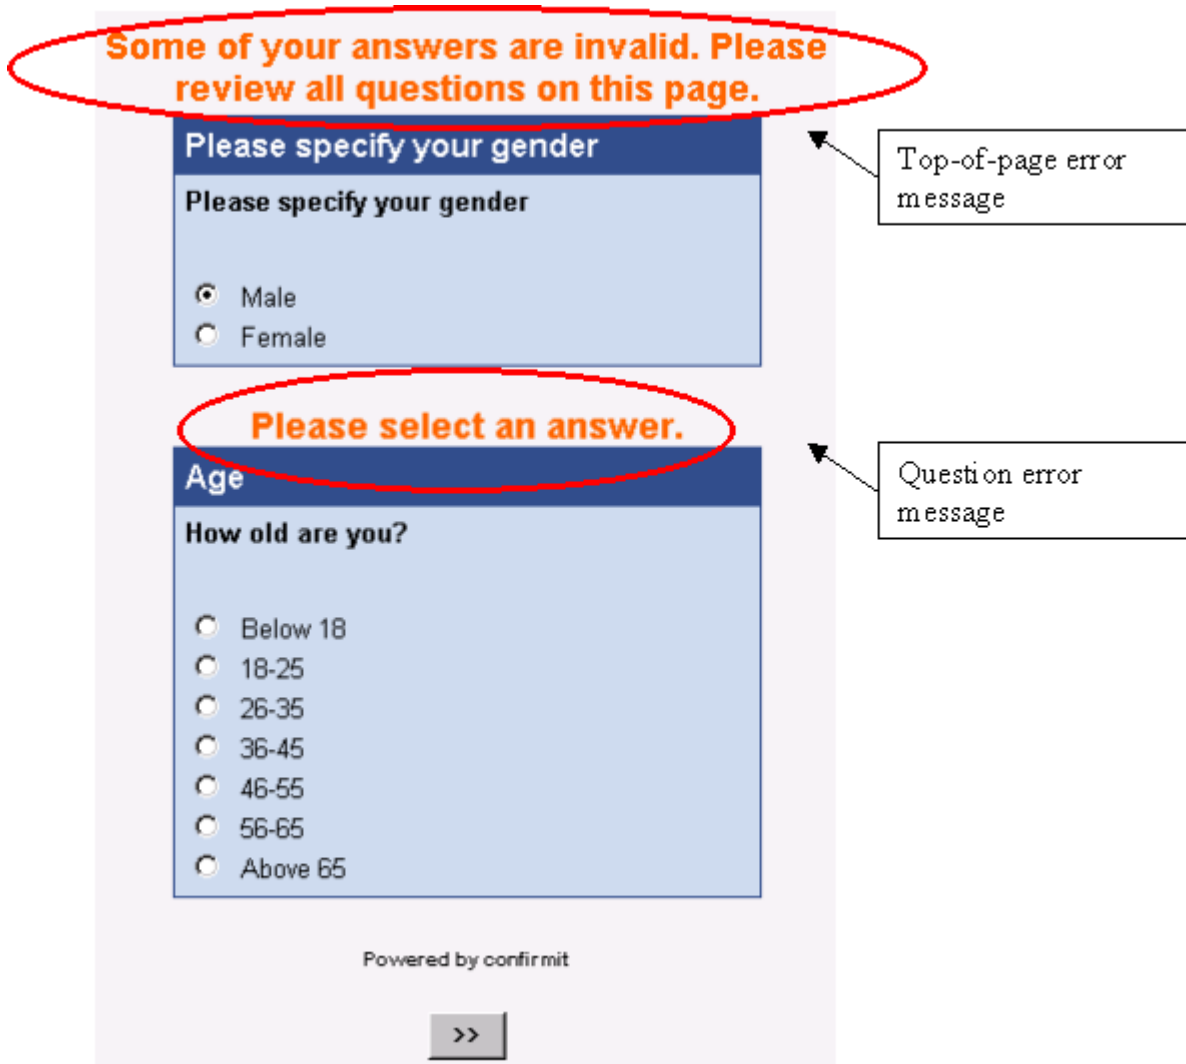 Some of your answers are invalid. Please
review all questions on this page.
Please specify your gender
Top-of-page error
message
Please specify your gender
Male
Female
Please select an answer.
Age
Question error
message
How old are you?
Below 18
18-25
26-35
36-45
46-55
56-65
Above 65
Powered by confirmit
>>